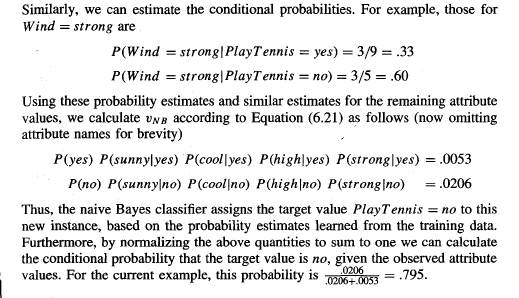 Similarly, we can estimate the conditional probabilities. For example, those for
Wind = strong are
P(Wind = strong|PlayTennis = yes) = 3/9 = .33
P(Wind = strong|PlayTennis = no) = 3/5 = .60
Using these probability estimates and similar estimates for the remaining attribute
values, we calculate v_NB according to Equation (6.21) as follows (now omitting
attribute names for brevity)
P(yes) P(sunny|yes) P(cool|yes) P(high|yes) P(strong|yes) = .0053
P(no) P(sunny|no) P(cool|no) P(high|no) P(strong|no) = .0206
Thus, the naive Bayes classifier assigns the target value PlayTennis = no to this
new instance, based on the probability estimates learned from the training data.
Furthermore, by normalizing the above quantities to sum to one we can calculate
the conditional probability that the target value is no, given the observed attribute
values. For the current example, this probability is .0206/.0206+.0053 = .795.